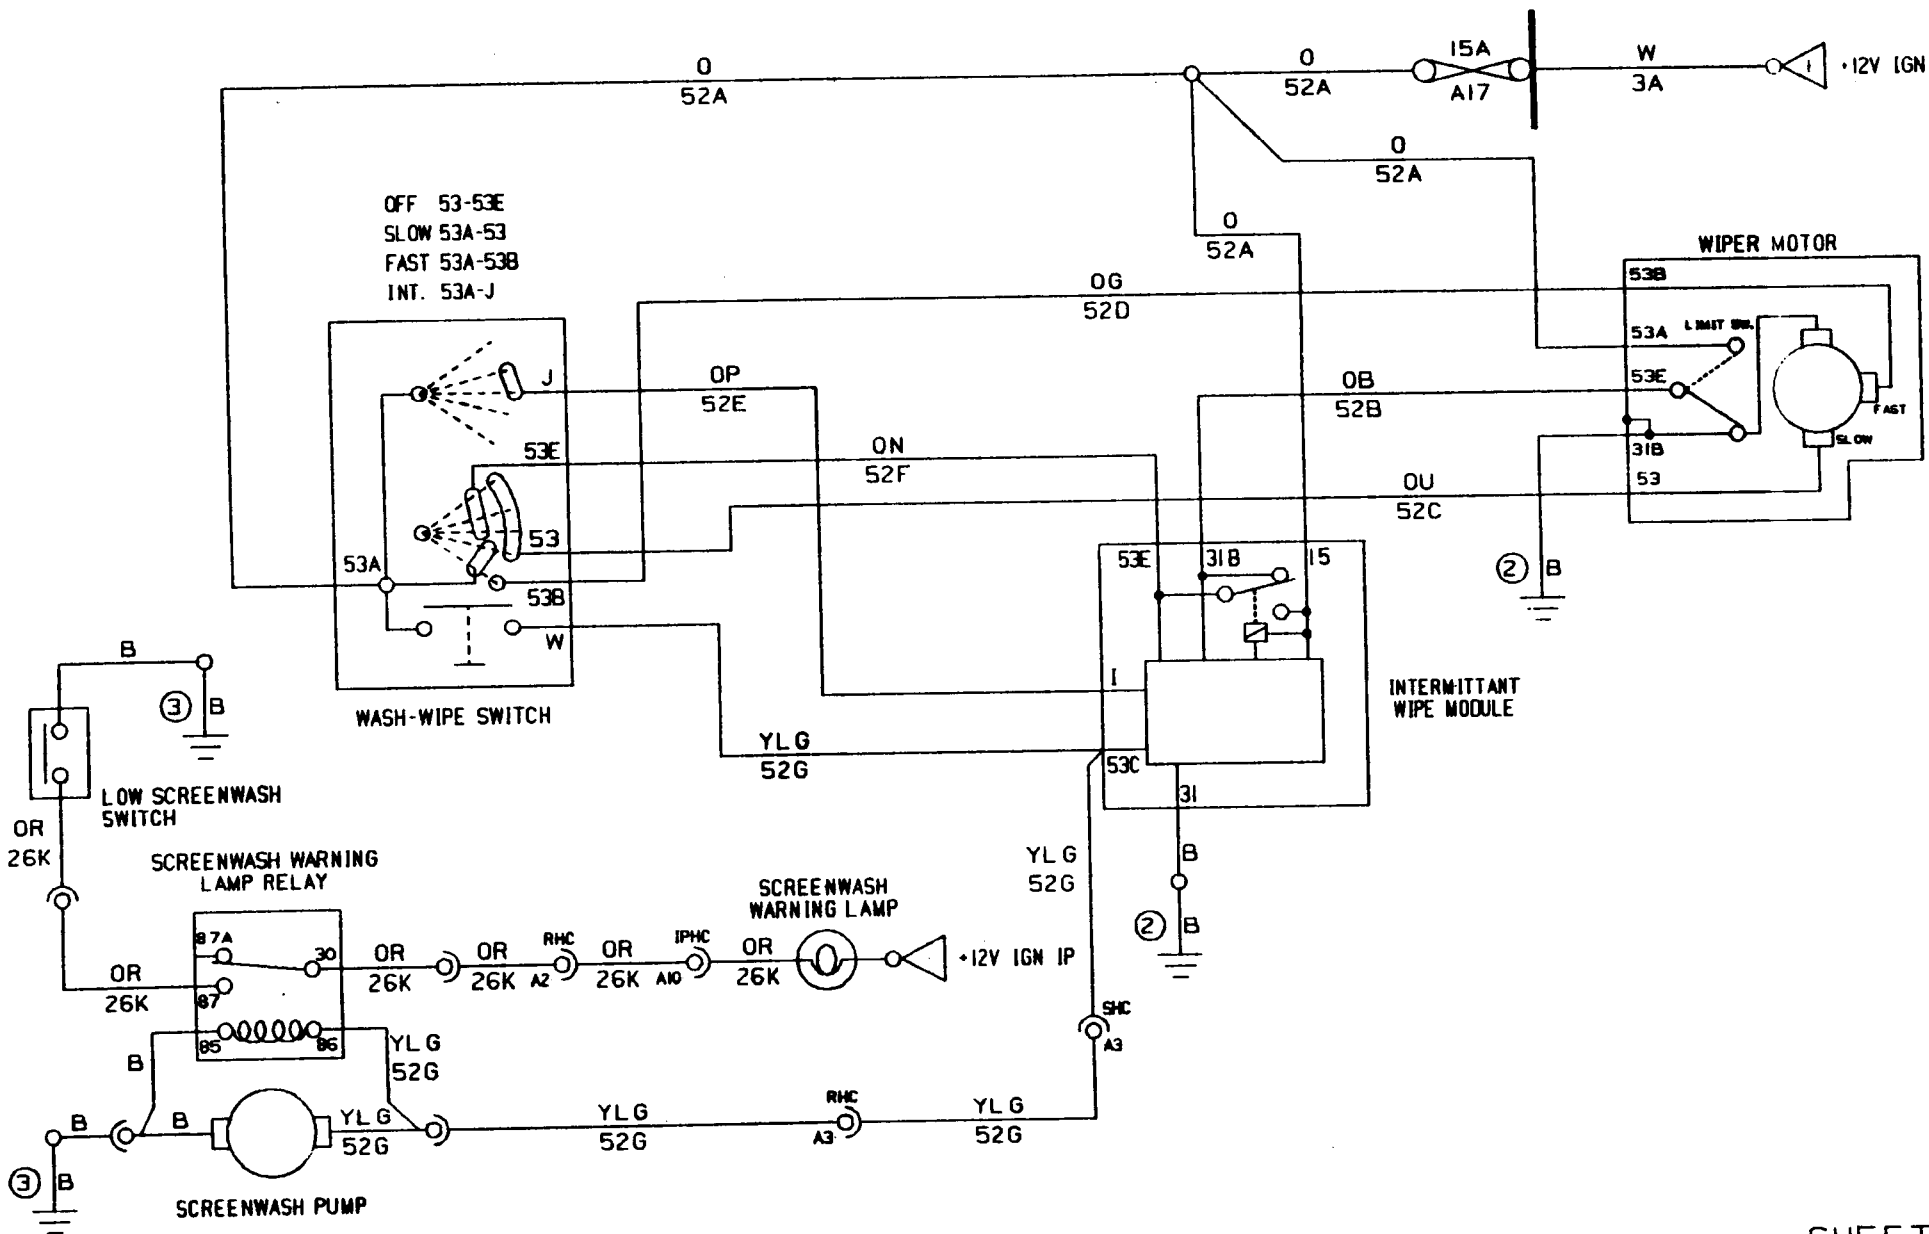 O
52A
O
52A
15A
A17
W
3A
1
+12V IGN
O
52A
O
52A
OFF 53-53E
SLOW 53A-53
FAST 53A-53B
INT. 53A-J
WIPER MOTOR
53B
OG
52D
53A
LIMIT SW.
J
OP
52E
OB
52B
53E
FAST
53E
ON
52F
31B
SLOW
OU
52C
53
53
53A
53B
W
53E
31B
15
2
B
B
3
B
WASH-WIPE SWITCH
I
INTERMITTANT
WIPE MODULE
YLG
52G
53C
31
LOW SCREENWASH
SWITCH
OR
26K
SCREENWASH WARNING
LAMP RELAY
YLG
52G
B
2
B
SCREENWASH
WARNING LAMP
87A
30
OR
26K
OR
26K
RHC
A2
OR
26K
IPHC
A10
OR
26K
+12V IGN IP
OR
26K
87
85
86
B
YLG
52G
SHC
A3
B
B
YLG
52G
YLG
52G
RHC
A3
YLG
52G
3
B
SCREENWASH PUMP